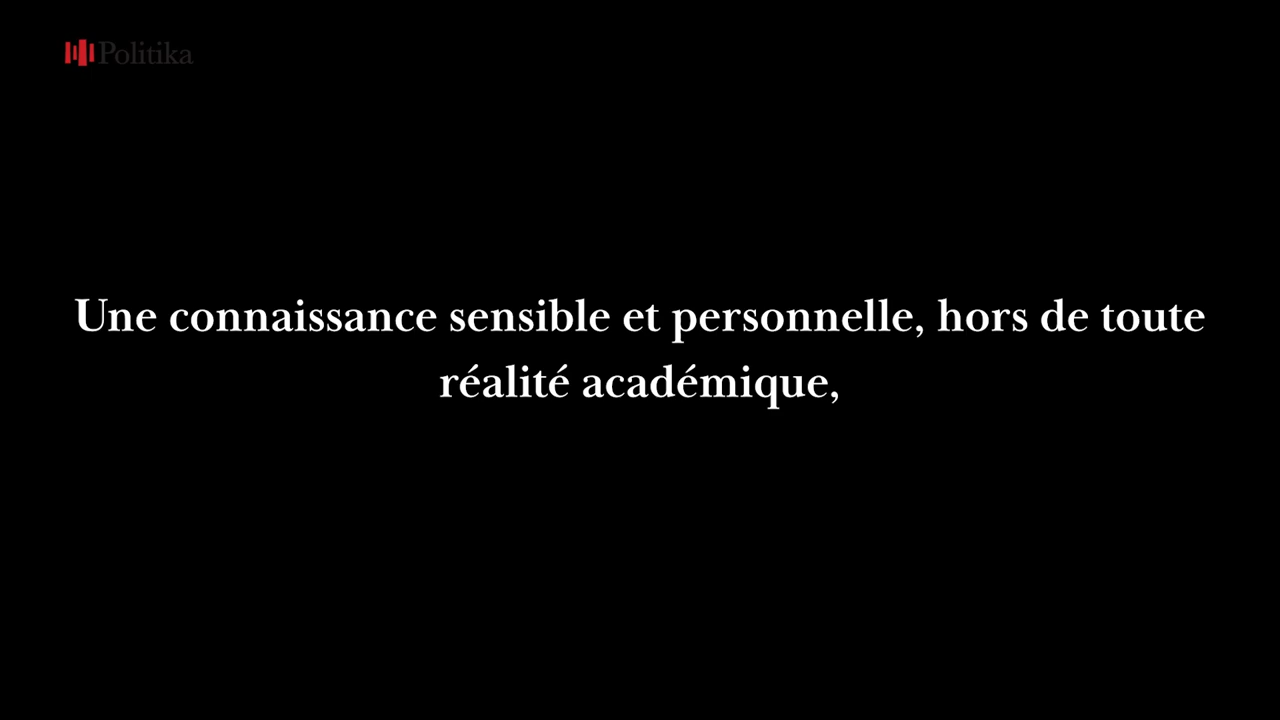 Politika
Une connaissance sensible et personnelle, hors de toute
réalité académique,